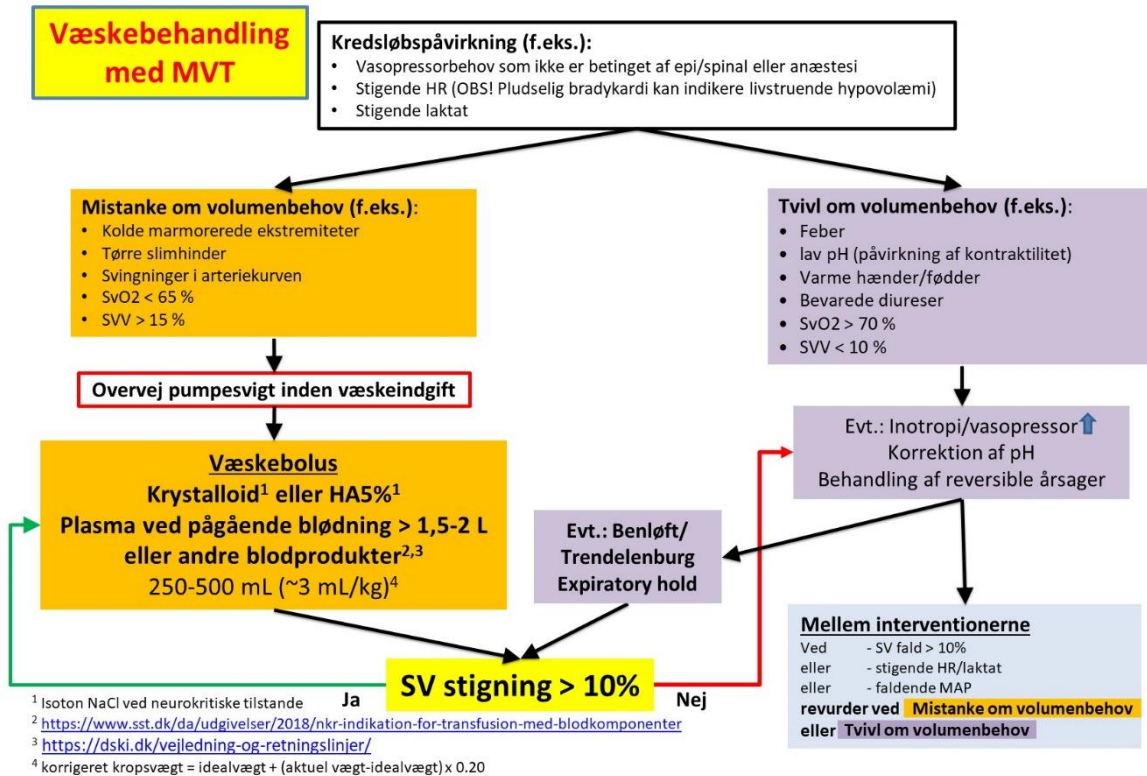 Væskebehandling
med MVT
Kredsløbspåvirkning (f.eks.):
• Vasopressorbehov som ikke er betinget af epi/spinal eller anæstesi
• Stigende HR (OBS! Pludselig bradykardi kan indikere livstruende hypovolæmi)
• Stigende laktat
Mistanke om volumenbehov (f.eks.):
• Kolde marmorerede ekstremiteter
• Tørre slimhinder
• Svingninger i arteriekurven
• SvO2 < 65 %
• SVV > 15 %
Tvivl om volumenbehov (f.eks.):
• Feber
• lav pH (påvirkning af kontraktilitet)
• Varme hænder/fødder
• Bevarede diureser
• SvO2 > 70 %
• SVV < 10 %
Overvej pumpesvigt inden væskeindgift
Evt.: Inotropi/vasopressor
Korrektion af pH
Behandling af reversible årsager
Væskebolus
Krystalloid¹ eller HA5%¹
Plasma ved pågående blødning > 1,5-2 L
eller andre blodprodukter²,³
250-500 mL (~3 mL/kg)⁴
Evt.: Benløft/
Trendelenburg
Expiratory hold
Mellem interventionerne
Ved - SV fald > 10%
eller - stigende HR/laktat
eller - faldende MAP
revurder ved Mistanke om volumenbehov
eller Tvivl om volumenbehov
Ja SV stigning > 10% Nej
¹ Isoton NaCl ved neurokritiske tilstande
² https://www.sst.dk/da/udgivelser/2018/nkr-indikation-for-transfusion-med-blodkomponenter
³ https://dski.dk/vejledning-og-retningslinjer/
⁴ korrigeret kropsvægt = idealvægt + (aktuel vægt-idealvægt) x 0.20